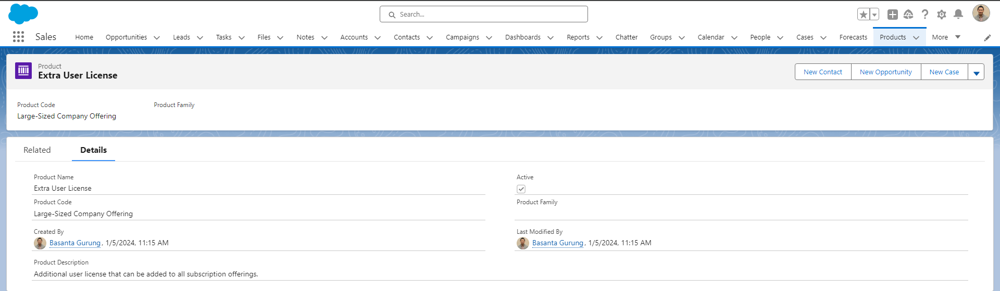 Search...
Sales Home Opportunities Leads Tasks Files Notes Accounts Contacts Campaigns Dashboards Reports Chatter Groups Calendar People Cases Forecasts Products More
Product
Extra User License
New Contact New Opportunity New Case
Product Code Product Family
Large-Sized Company Offering
Related Details
Product Name Active
Extra User License
Product Code Product Family
Large-Sized Company Offering
Created By Last Modified By
Basanta Gurung, 1/5/2024, 11:15 AM Basanta Gurung, 1/5/2024, 11:15 AM
Product Description
Additional user license that can be added to all subscription offerings.